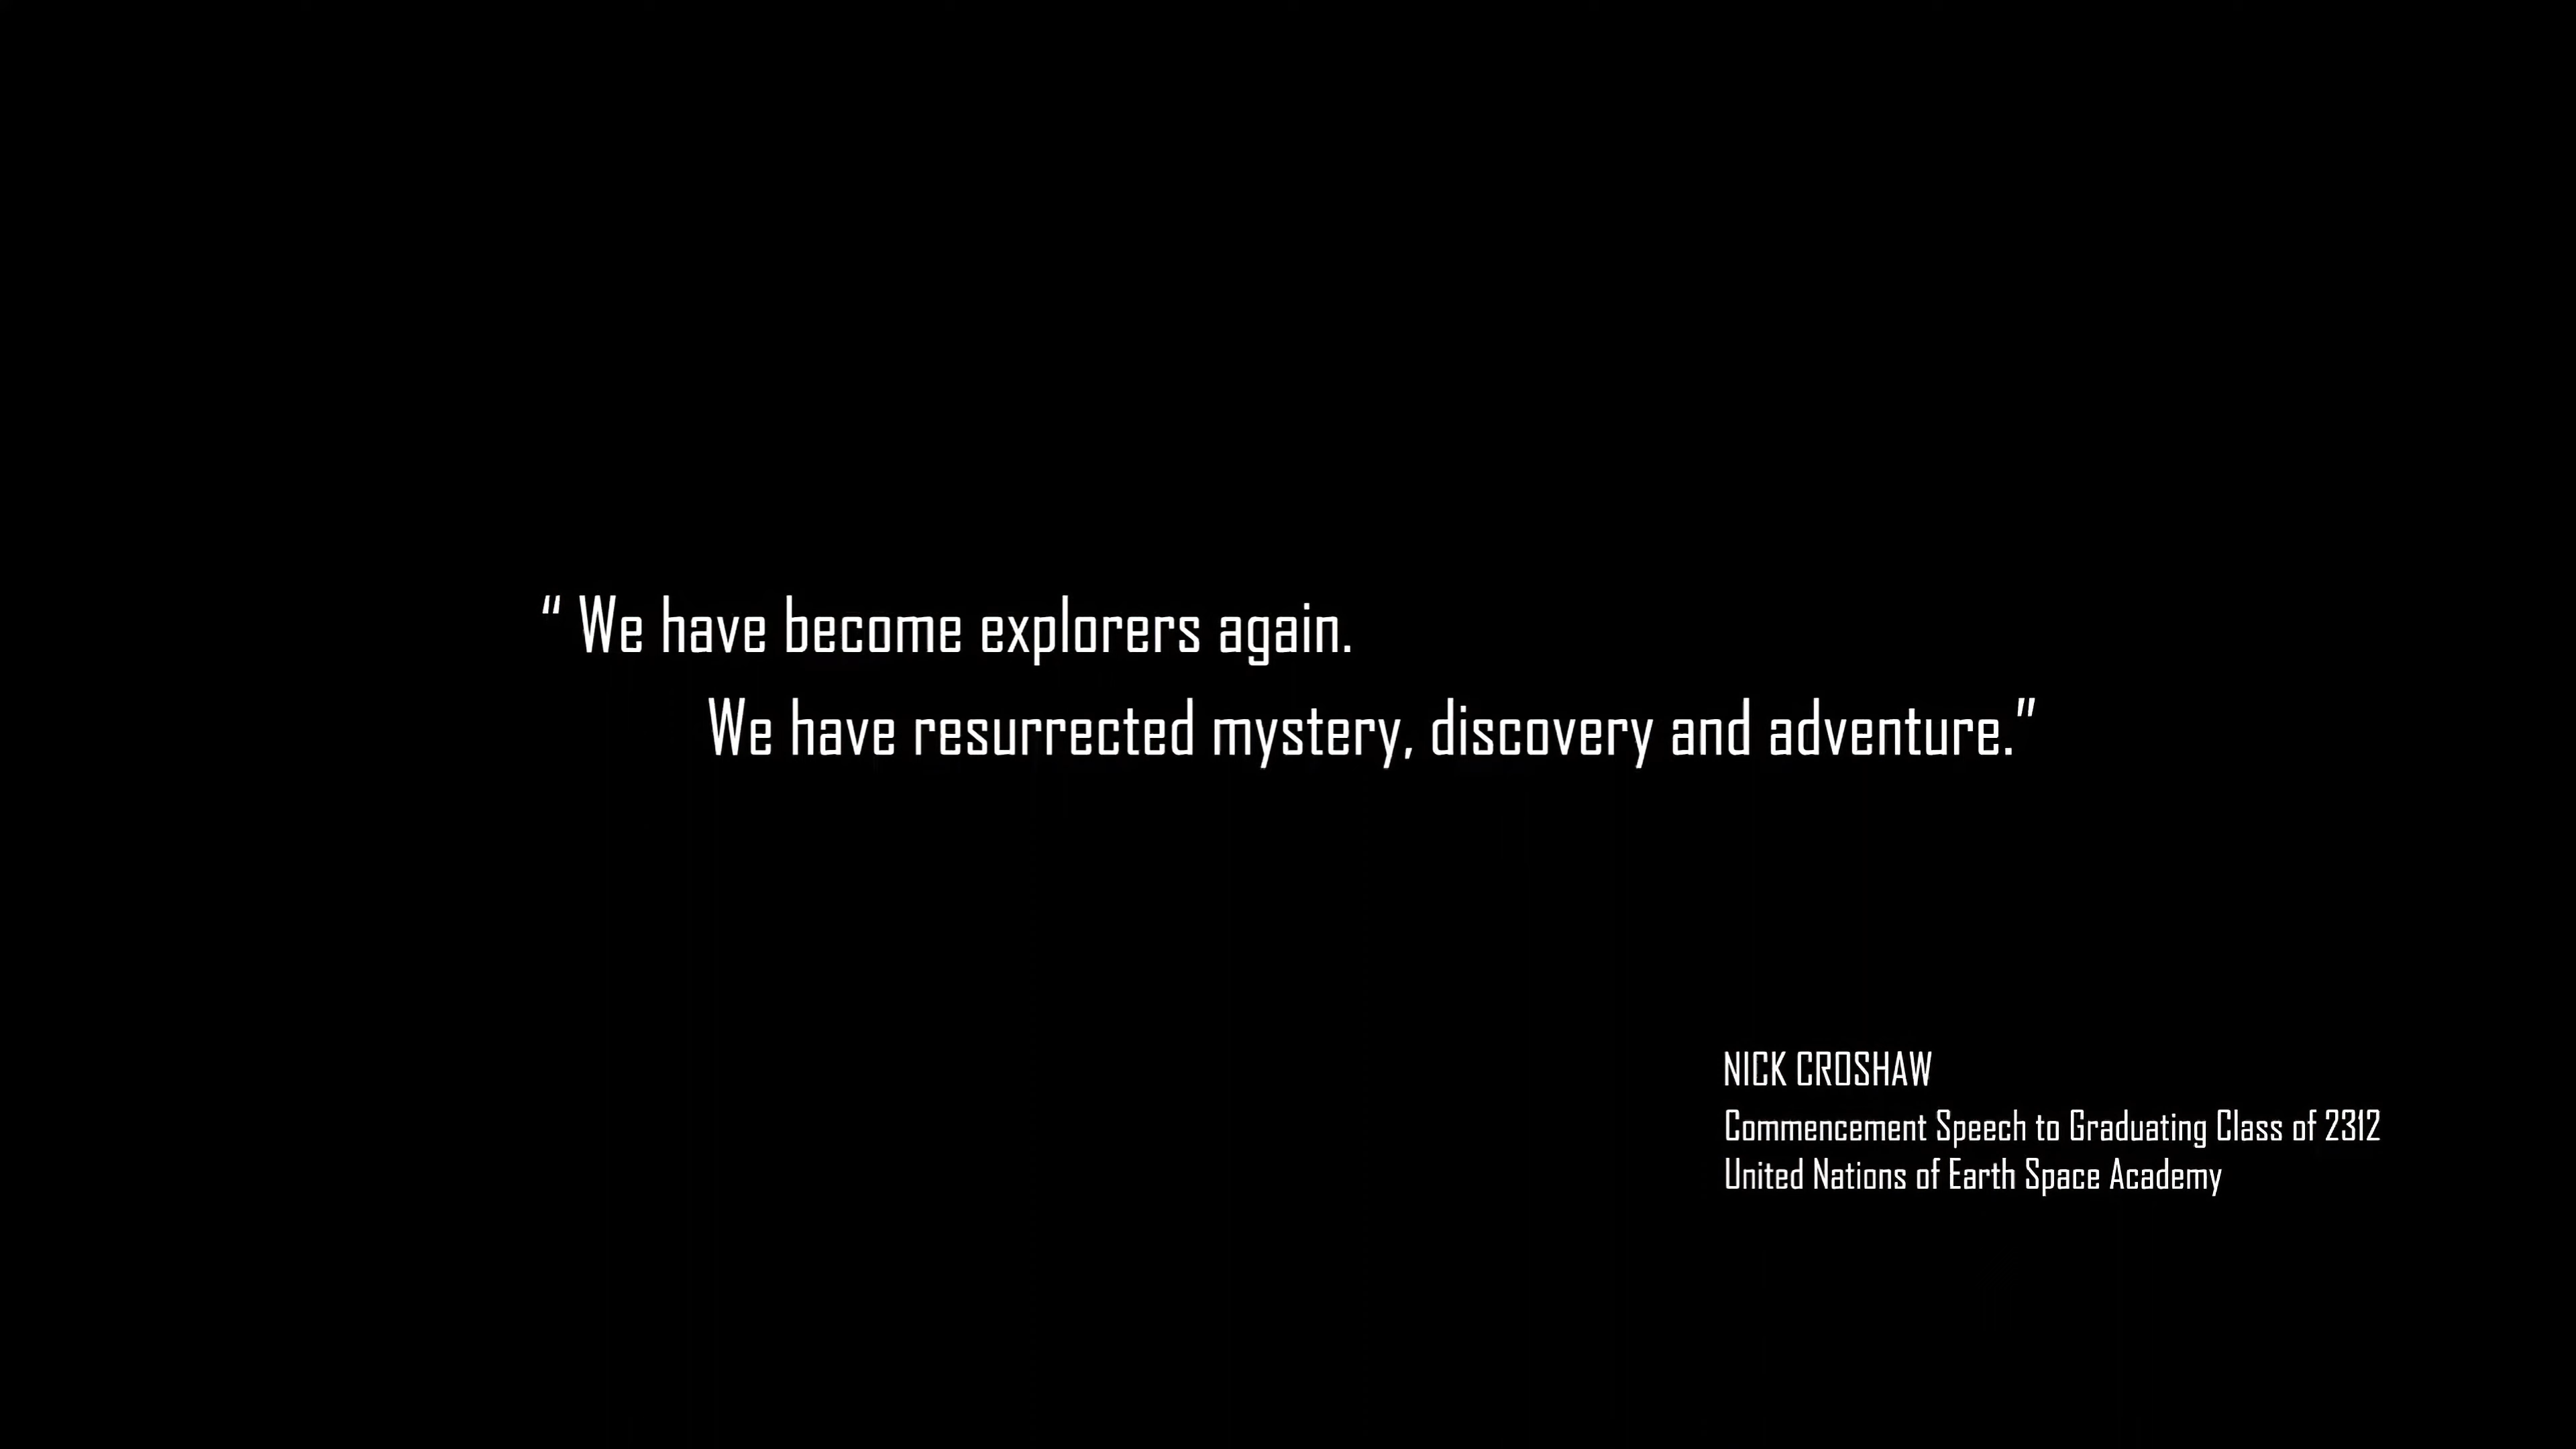 “ We have become explorers again.
We have resurrected mystery, discovery and adventure.”
NICK CROSHAW
Commencement Speech to Graduating Class of 2312
United Nations of Earth Space Academy